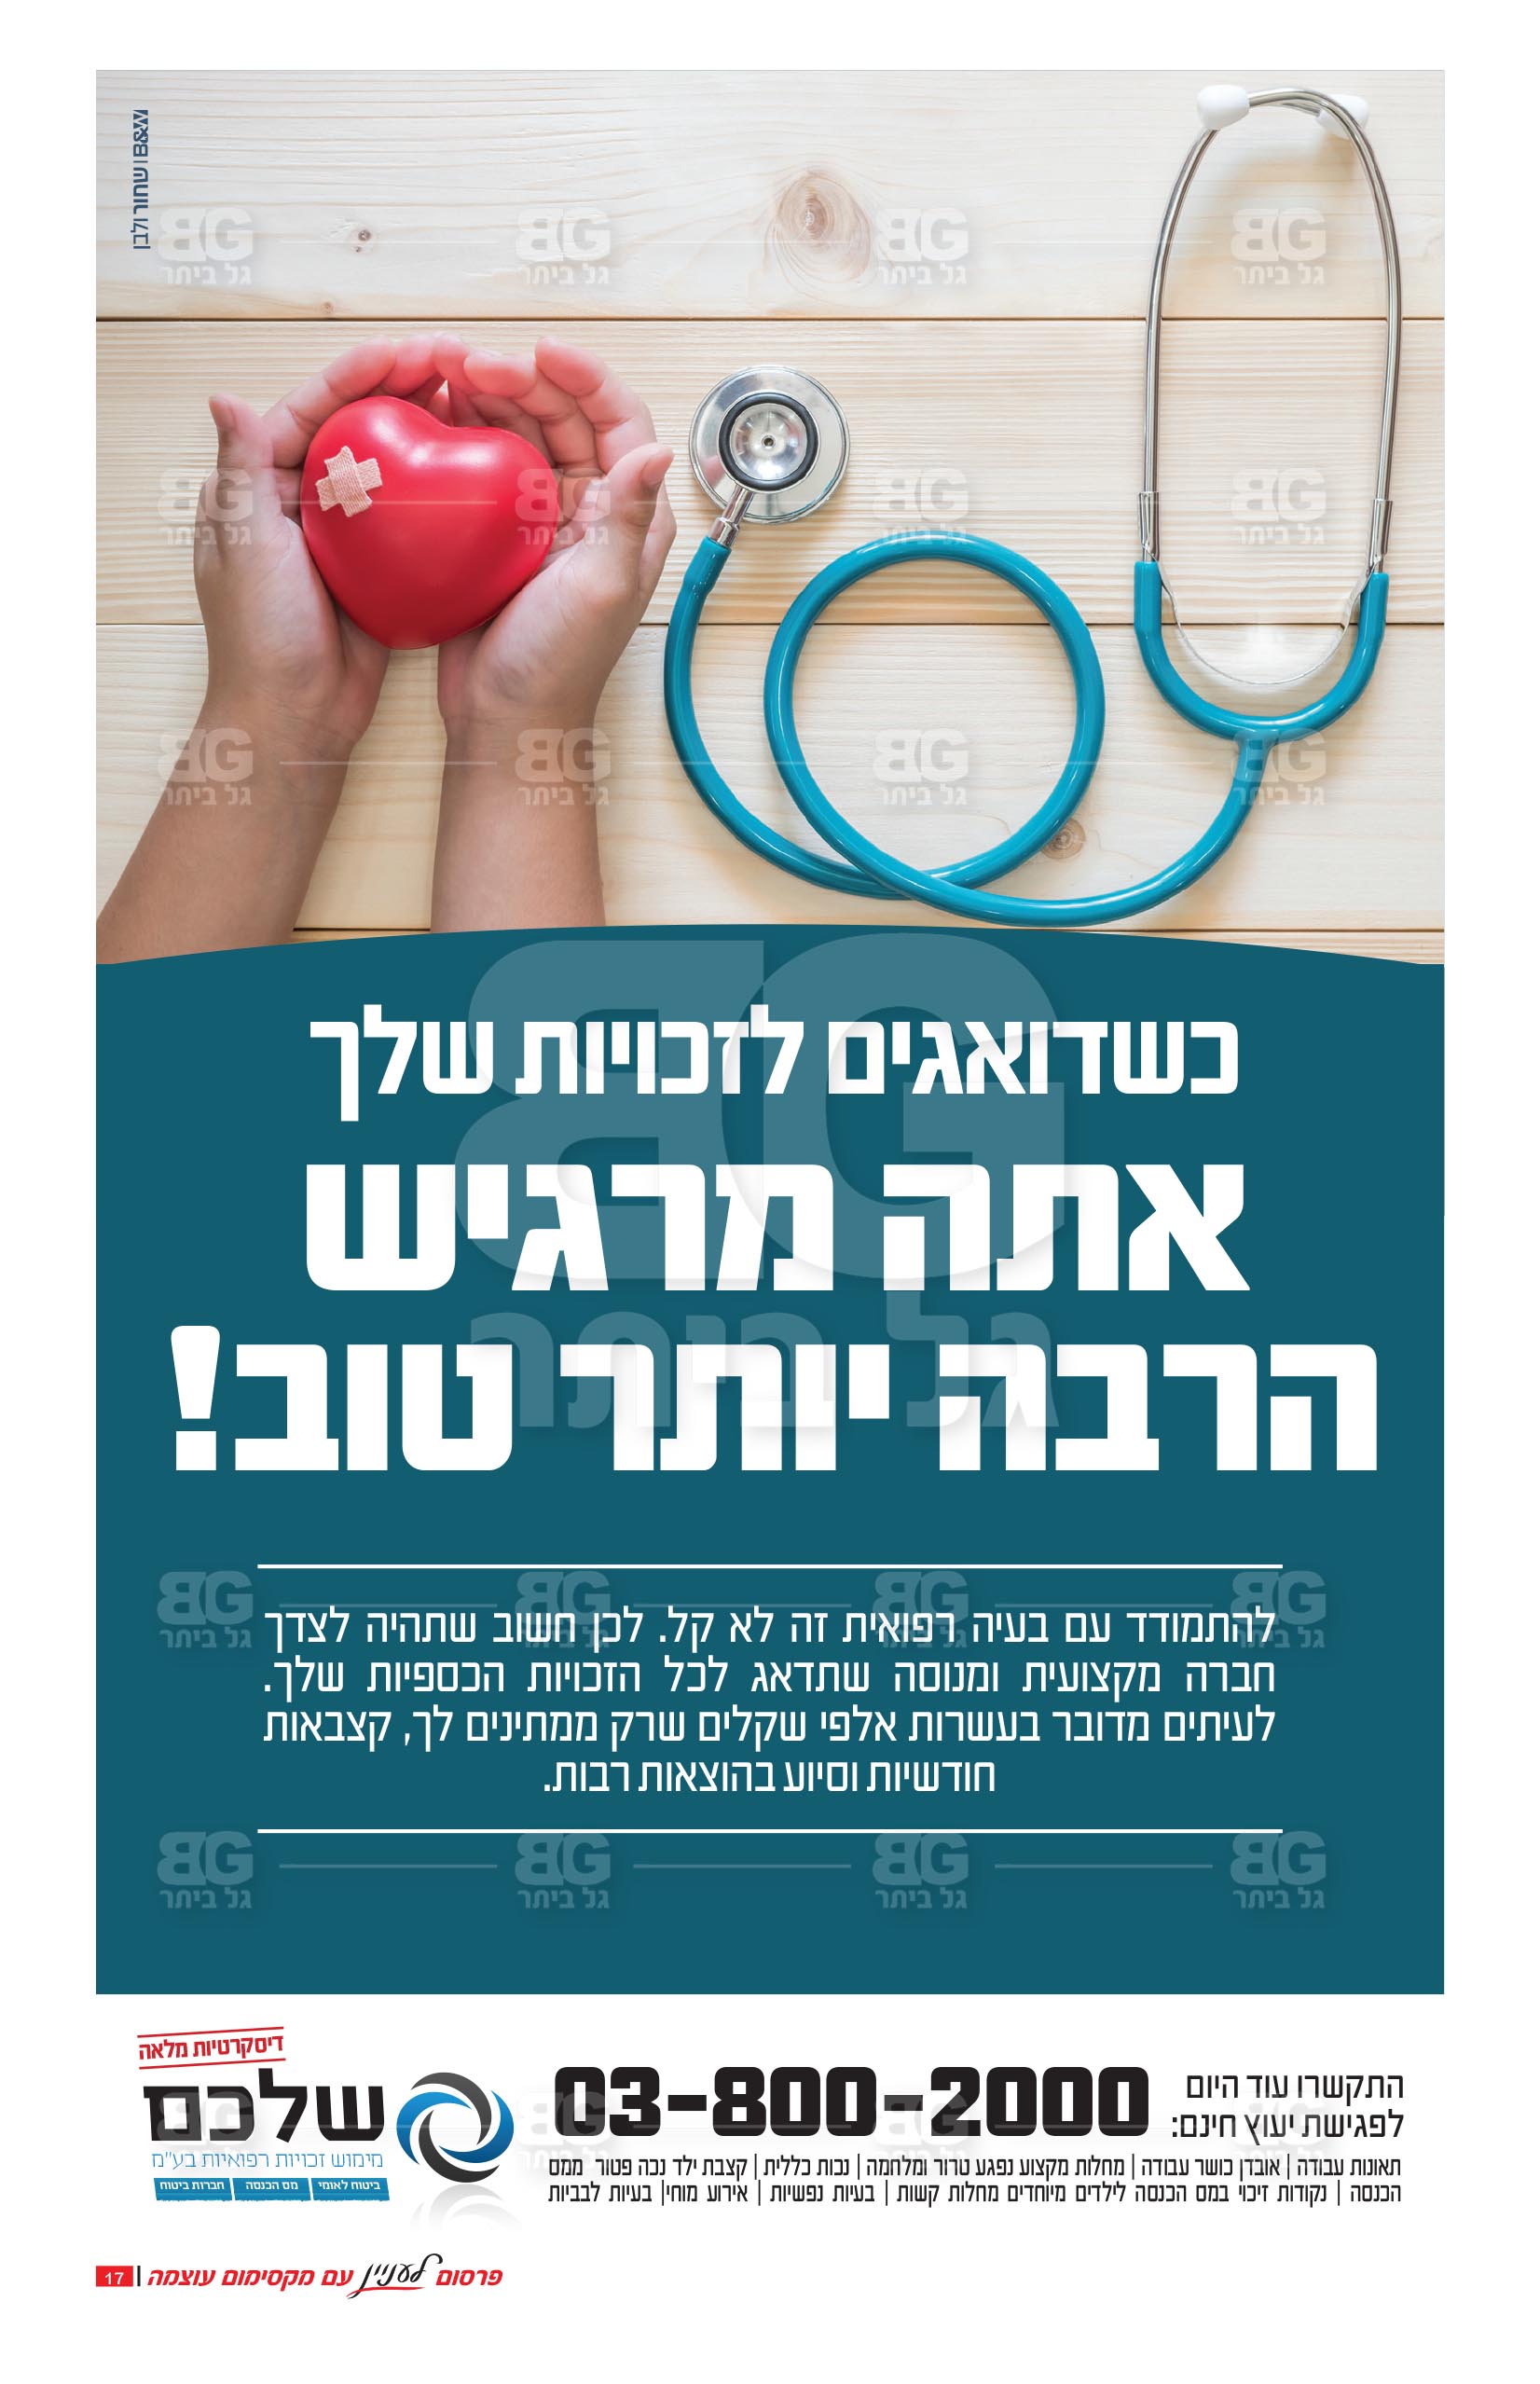 B&W | שחור ולבן
כשדואגים לזכויות שלך
אתה מרגיש
הרבה יותר טוב!
להתמודד עם בעיה רפואית זה לא קל. לכן חשוב שתהיה לצדך
חברה מקצועית ומנוסה שתדאג לכל הזכויות הכספיות שלך.
לעיתים מדובר בעשרות אלפי שקלים שרק ממתינים לך, קצבאות
חודשיות וסיוע בהוצאות רבות.
BG
גל ביתר
התקשרו עוד היום
לפגישת יעוץ חינם:
03-800-2000
תאונות עבודה | אובדן כושר עבודה | מחלות מקצוע נפגע טרור ומלחמה | נכות כללית | קצבת ילד נכה פטור ממס
הכנסה | נקודות זיכוי במס הכנסה לילדים מיוחדים מחלות קשות | בעיות נפשיות | אירוע מוחי| בעיות לבביות
דיסקרטיות מלאה
שלכם
מימוש זכויות רפואיות בע"מ
ביטוח לאומי מס הכנסה חברות ביטוח
פרסום לעניין עם מקסימום עוצמה | 17